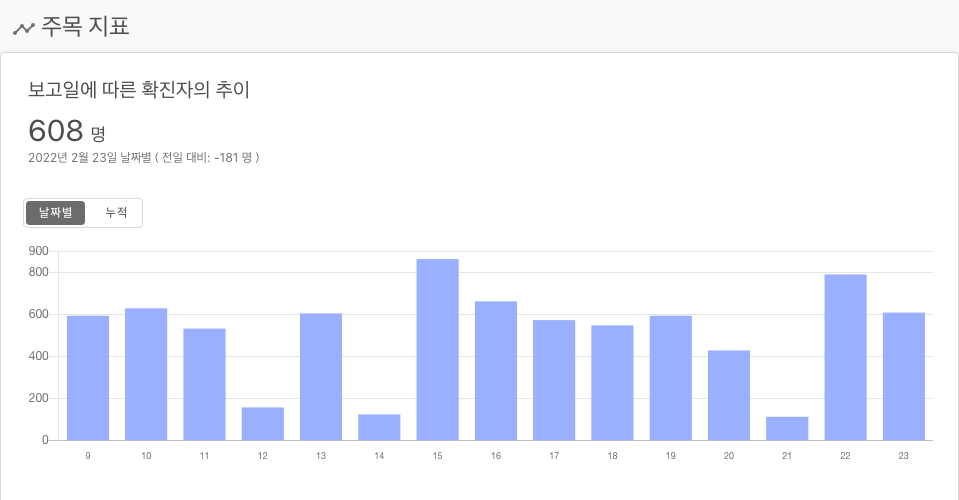 주목 지표
보고일에 따른 확진자의 추이
608 명
2022년 2월 23일 날짜별 ( 전일 대비: -181 명 )
날짜별 누적
900
800
600
400
200
0
9 10 11 12 13 14 15 16 17 18 19 20 21 22 23